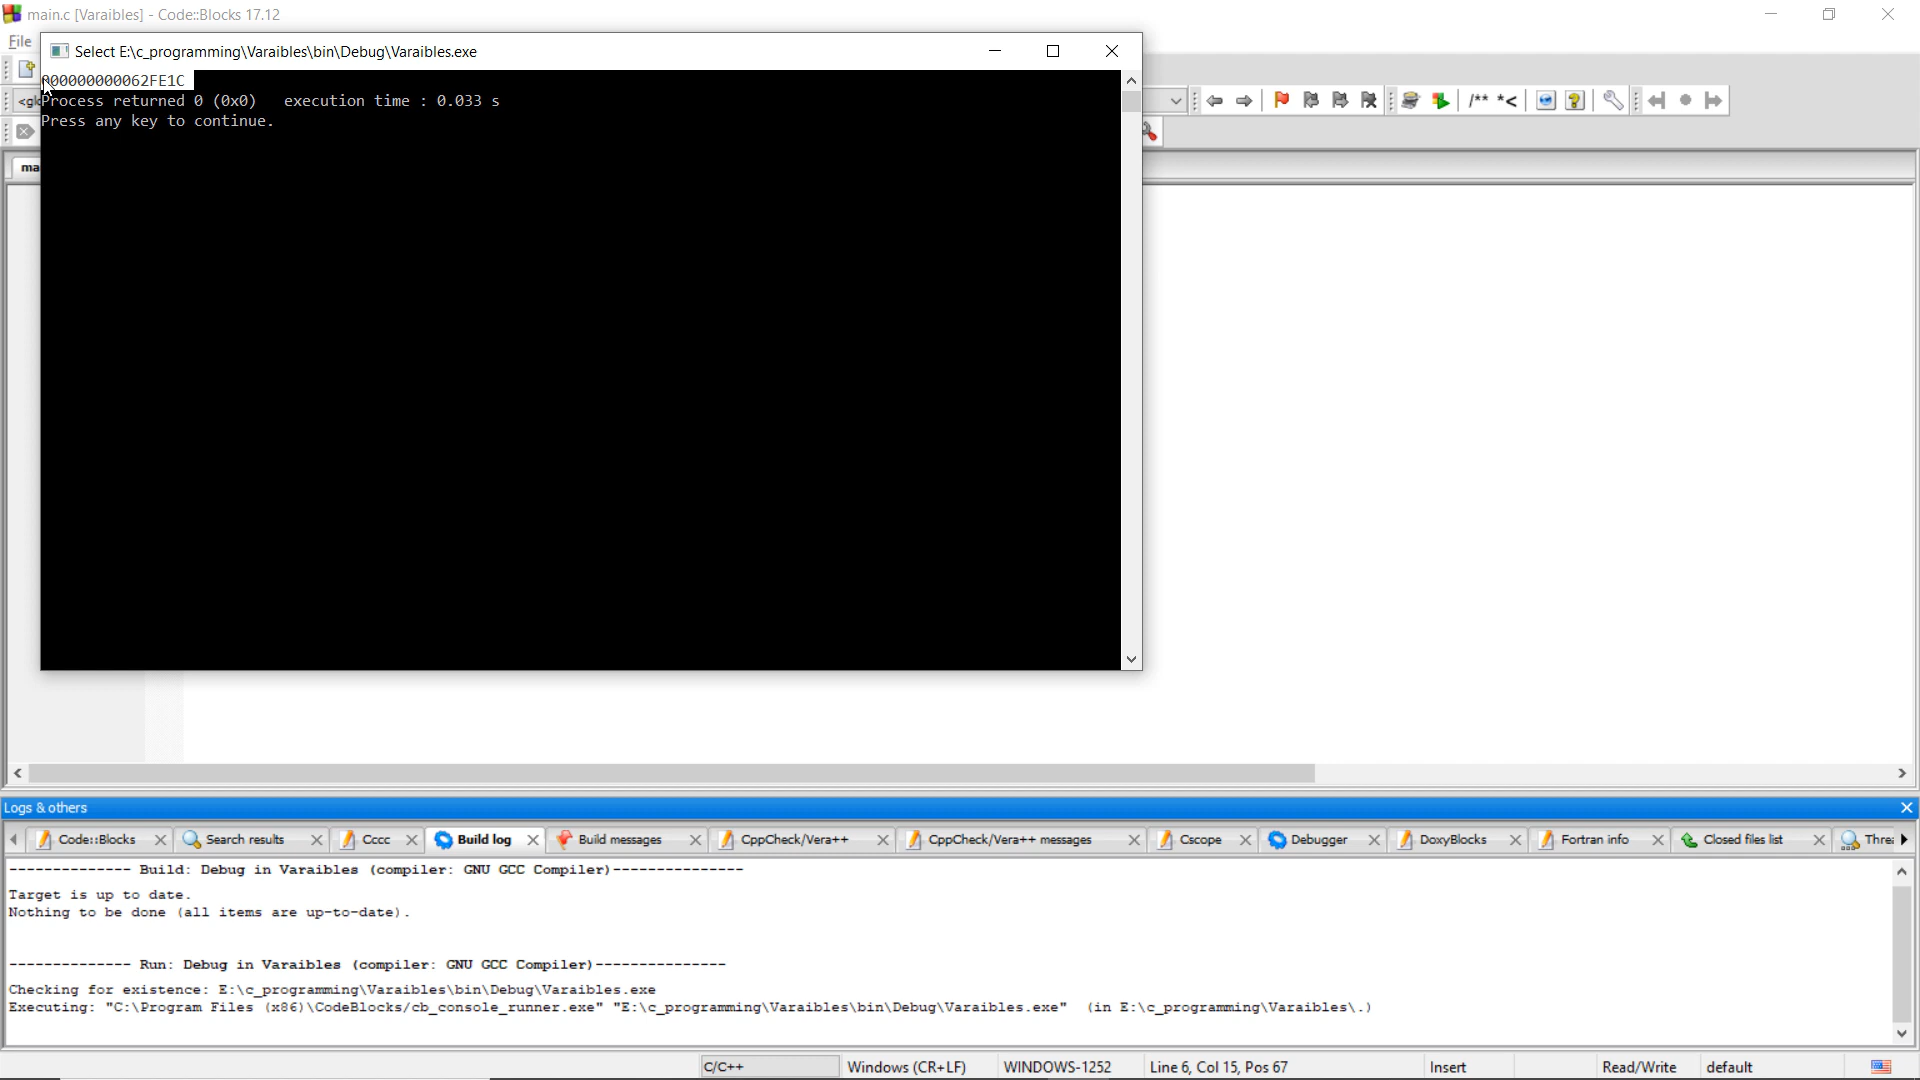 main.c [Varaibles] - Code::Blocks 17.12
File
Select E:\c_programming\Varaibles\bin\Debug\Varaibles.exe
000000000062FE1C
Process returned 0 (0x0)   execution time : 0.033 s
Press any key to continue.
<glo
/** *<
ma
Logs & others
Code::Blocks
Search results
Cccc
Build log
Build messages
CppCheck/Vera++
CppCheck/Vera++ messages
Cscope
Debugger
DoxyBlocks
Fortran info
Closed files list
Threa
-------------- Build: Debug in Varaibles (compiler: GNU GCC Compiler)---------------
Target is up to date.
Nothing to be done (all items are up-to-date).
-------------- Run: Debug in Varaibles (compiler: GNU GCC Compiler)---------------
Checking for existence: E:\c_programming\Varaibles\bin\Debug\Varaibles.exe
Executing: "C:\Program Files (x86)\CodeBlocks/cb_console_runner.exe" "E:\c_programming\Varaibles\bin\Debug\Varaibles.exe"  (in E:\c_programming\Varaibles\.)
C/C++
Windows (CR+LF)
WINDOWS-1252
Line 6, Col 15, Pos 67
Insert
Read/Write
default